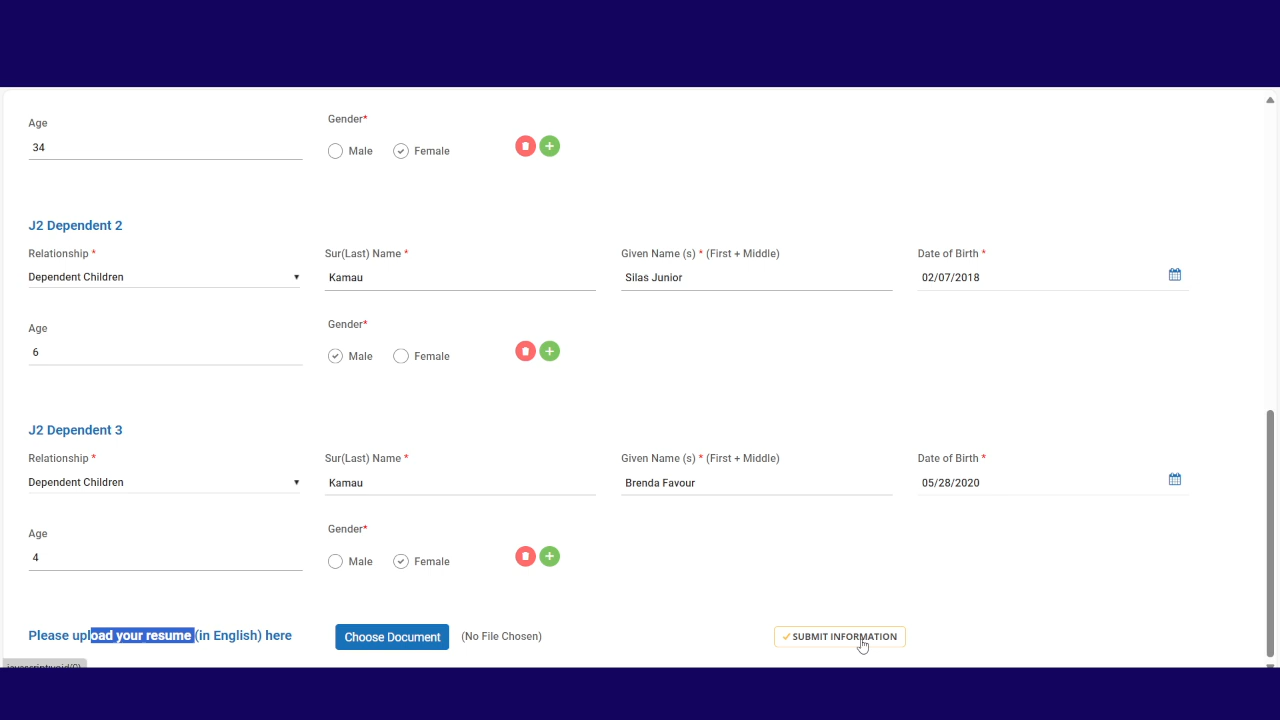 Age Gender*
34 Male Female
J2 Dependent 2
Relationship * Sur(Last) Name * Given Name (s) * (First + Middle) Date of Birth *
Dependent Children Kamau Silas Junior 02/07/2018
Age Gender*
6 Male Female
J2 Dependent 3
Relationship * Sur(Last) Name * Given Name (s) * (First + Middle) Date of Birth *
Dependent Children Kamau Brenda Favour 05/28/2020
Age Gender*
4 Male Female
Please upload your resume (in English) here Choose Document (No File Chosen) SUBMIT INFORMATION